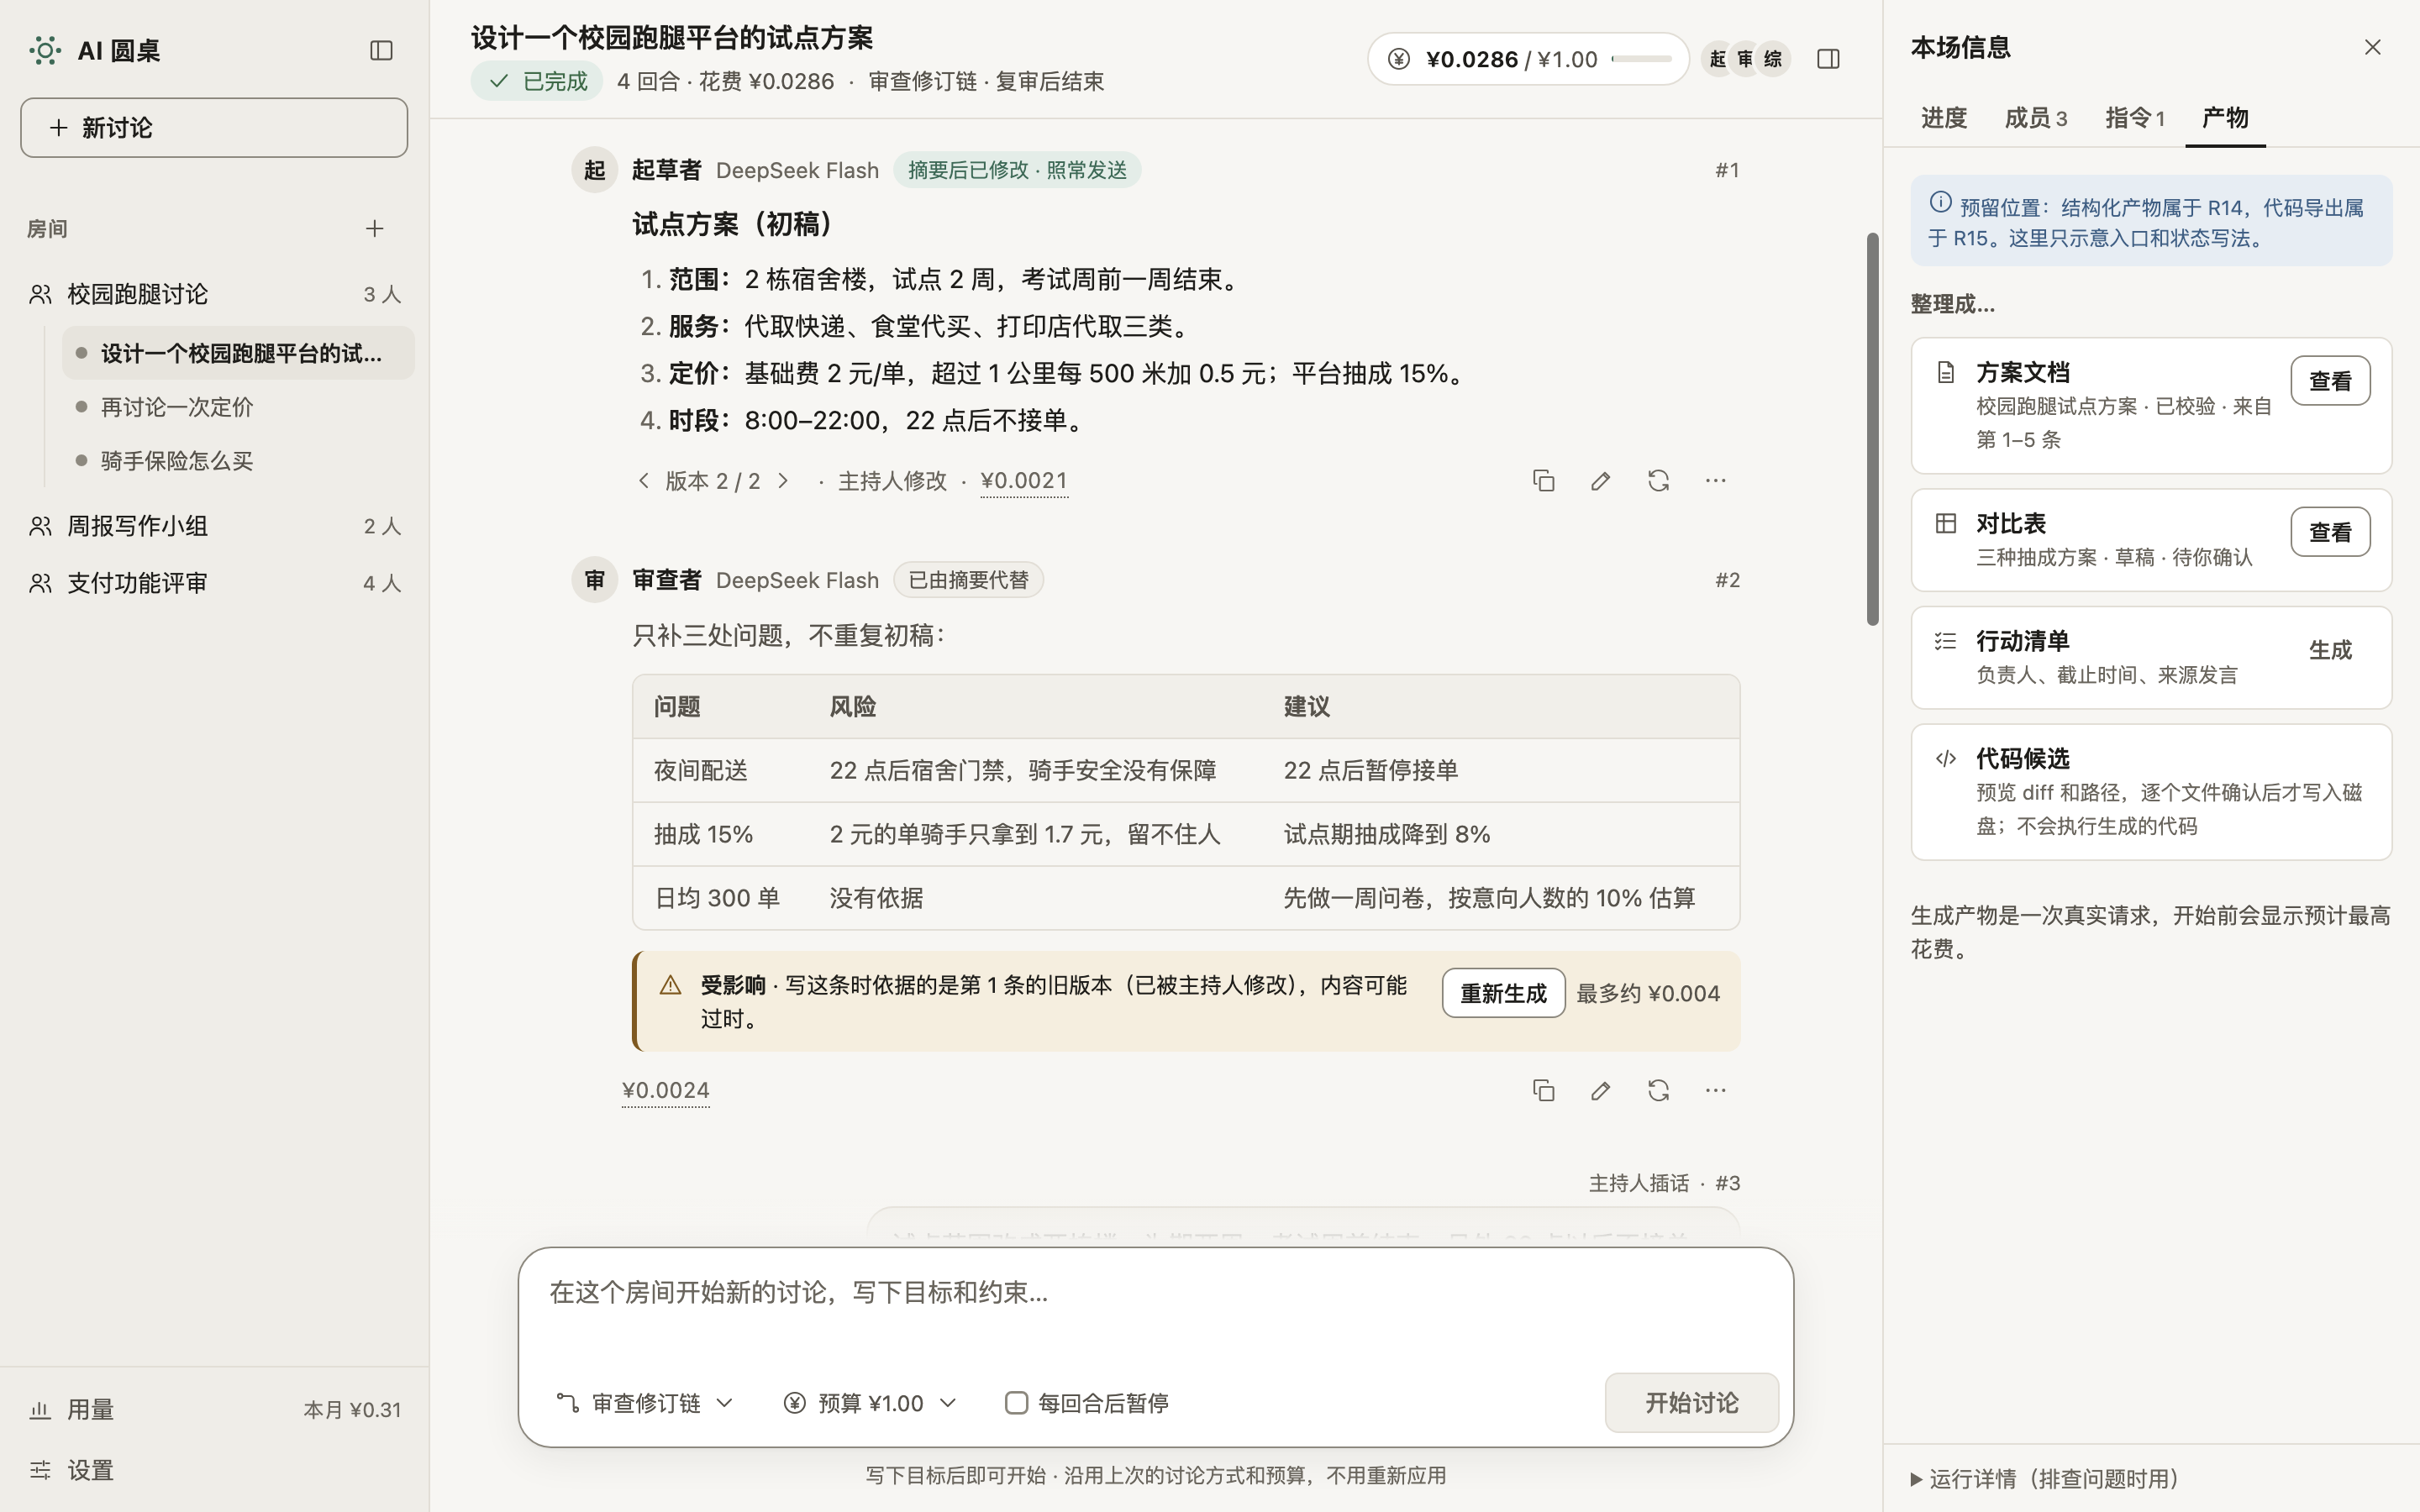 AI 圆桌
新讨论
房间
校园跑腿讨论 3 人
设计一个校园跑腿平台的试...
再讨论一次定价
骑手保险怎么买
周报写作小组 2 人
支付功能评审 4 人
用量 本月 ¥0.31
设置
设计一个校园跑腿平台的试点方案
已完成 4 回合 · 花费 ¥0.0286 · 审查修订链 · 复审后结束
¥0.0286 / ¥1.00 起 审 综
起 起草者 DeepSeek Flash 摘要后已修改 · 照常发送 #1
试点方案（初稿）
1. 范围：2 栋宿舍楼，试点 2 周，考试周前一周结束。
2. 服务：代取快递、食堂代买、打印店代取三类。
3. 定价：基础费 2 元/单，超过 1 公里每 500 米加 0.5 元；平台抽成 15%。
4. 时段：8:00–22:00，22 点后不接单。
版本 2 / 2 · 主持人修改 · ¥0.0021
审 审查者 DeepSeek Flash 已由摘要代替 #2
只补三处问题，不重复初稿：
问题 风险 建议
夜间配送 22 点后宿舍门禁，骑手安全没有保障 22 点后暂停接单
抽成 15% 2 元的单骑手只拿到 1.7 元，留不住人 试点期抽成降到 8%
日均 300 单 没有依据 先做一周问卷，按意向人数的 10% 估算
受影响 · 写这条时依据的是第 1 条的旧版本（已被主持人修改），内容可能
过时。
重新生成 最多约 ¥0.004
¥0.0024
主持人插话 · #3
在这个房间开始新的讨论，写下目标和约束...
审查修订链 预算 ¥1.00 每回合后暂停 开始讨论
写下目标后即可开始 · 沿用上次的讨论方式和预算，不用重新应用
本场信息
进度 成员 3 指令 1 产物
预留位置：结构化产物属于 R14，代码导出属
于 R15。这里只示意入口和状态写法。
整理成...
方案文档 查看
校园跑腿试点方案 · 已校验 · 来自
第 1–5 条
对比表 查看
三种抽成方案 · 草稿 · 待你确认
行动清单 生成
负责人、截止时间、来源发言
代码候选
预览 diff 和路径，逐个文件确认后才写入磁
盘；不会执行生成的代码
生成产物是一次真实请求，开始前会显示预计最高
花费。
运行详情（排查问题时用）